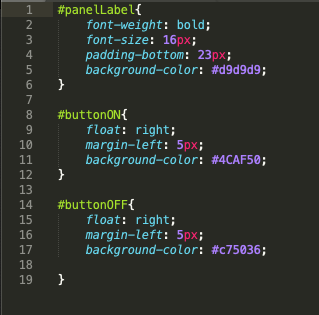 1 #panelLabel{
2     font-weight: bold;
3     font-size: 16px;
4     padding-bottom: 23px;
5     background-color: #d9d9d9;
6 }
7
8 #buttonON{
9     float: right;
10     margin-left: 5px;
11     background-color: #4CAF50;
12 }
13
14 #buttonOFF{
15     float: right;
16     margin-left: 5px;
17     background-color: #c75036;
18
19 }